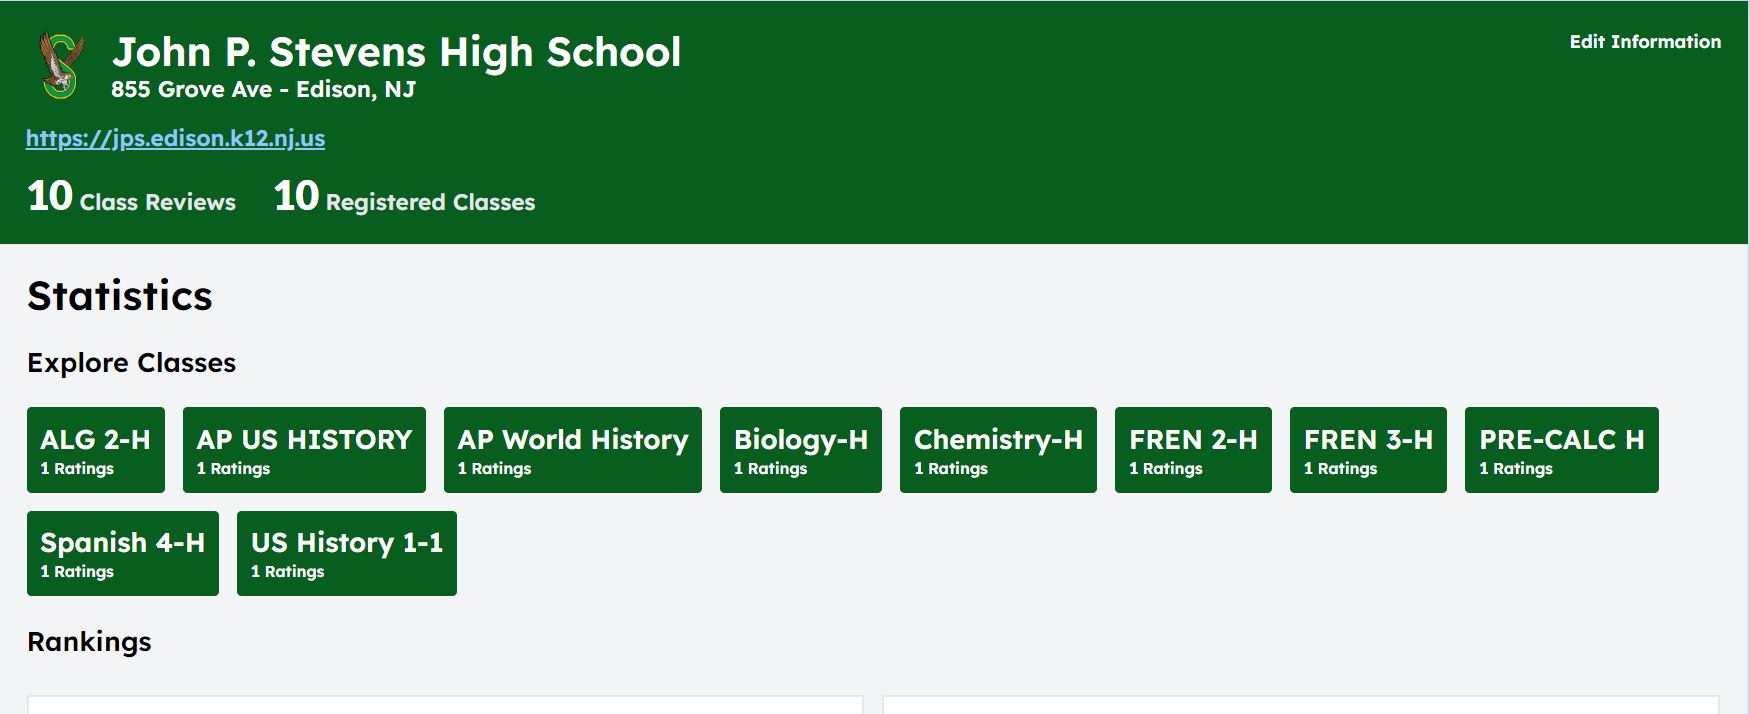 John P. Stevens High School
Edit Information
855 Grove Ave - Edison, NJ
https://jps.edison.k12.nj.us
10 Class Reviews 10 Registered Classes
Statistics
Explore Classes
ALG 2-H AP US HISTORY AP World History Biology-H Chemistry-H FREN 2-H FREN 3-H PRE-CALC H
1 Ratings 1 Ratings 1 Ratings 1 Ratings 1 Ratings 1 Ratings 1 Ratings 1 Ratings
Spanish 4-H US History 1-1
1 Ratings 1 Ratings
Rankings